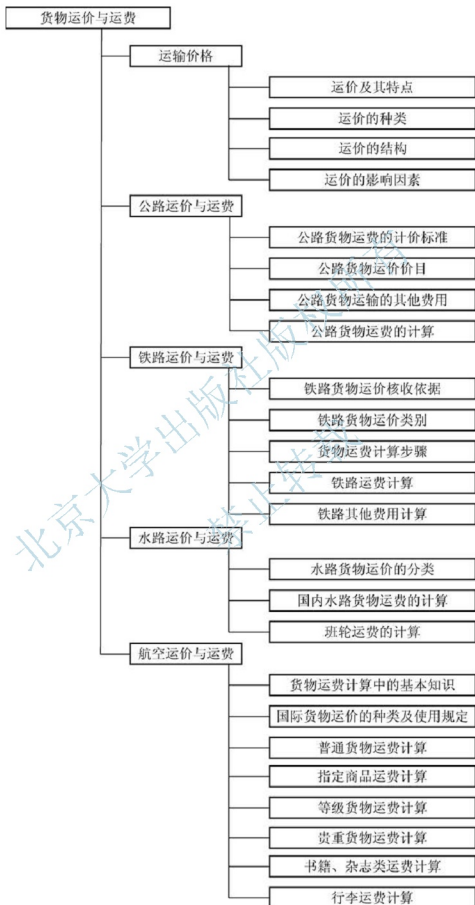 货物运价与运费
运输价格
运价及其特点
运价的种类
运价的结构
运价的影响因素
公路运价与运费
公路货物运费的计价标准
公路货物运价价目
公路货物运输的其他费用
公路货物运费的计算
铁路运价与运费
铁路货物运价核收依据
铁路货物运价类别
货物运费计算步骤
铁路运费计算
铁路其他费用计算
水路运价与运费
水路货物运价的分类
国内水路货物运费的计算
班轮运费的计算
航空运价与运费
货物运费计算中的基本知识
国际货物运价的种类及使用规定
普通货物运费计算
指定商品运费计算
等级货物运费计算
贵重货物运费计算
书籍、杂志类运费计算
行李运费计算
北京大学出版社版权所有
禁止转载